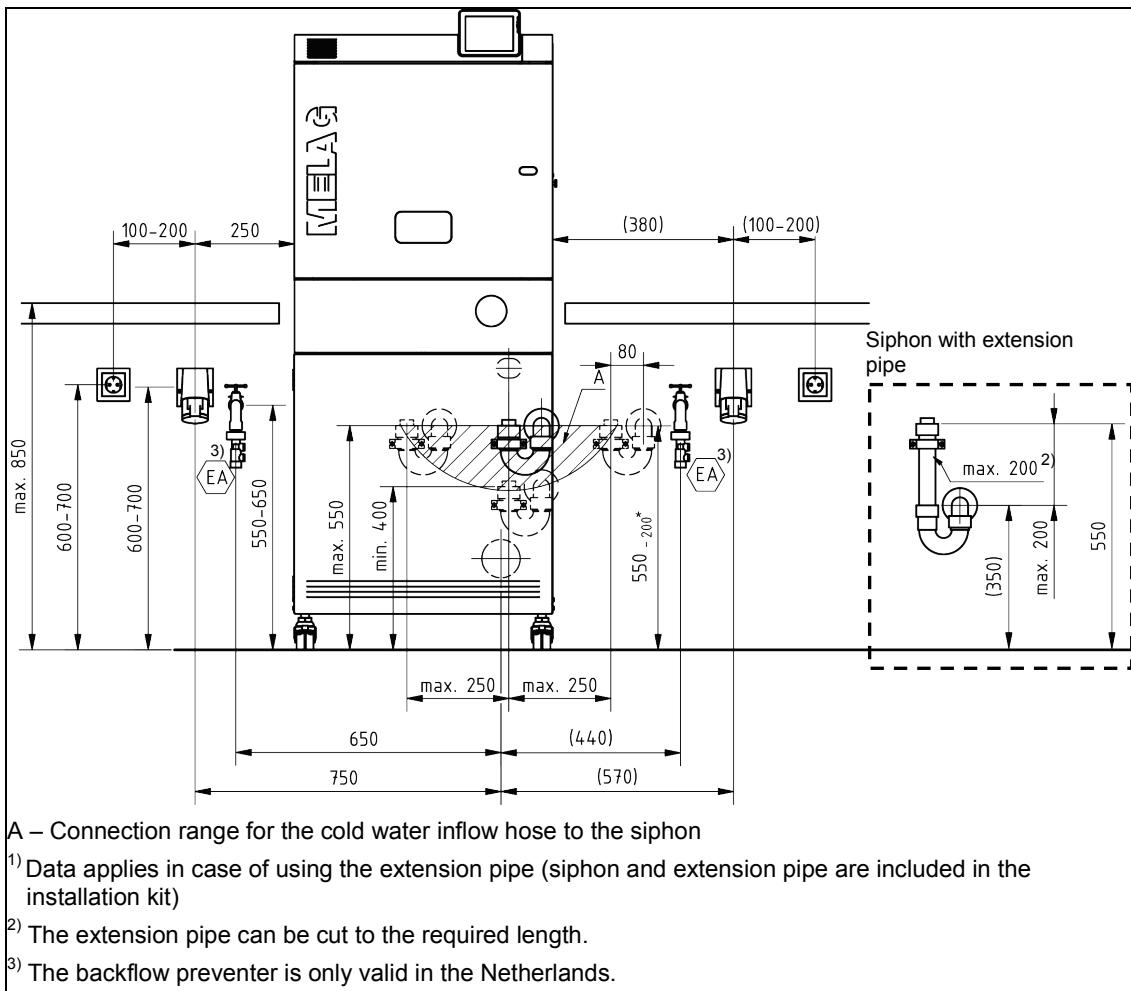 MELAG
100-200
250
(380)
(100-200)
80
A
Siphon with extension
pipe
max. 850
600-700
600-700
3)
EA
550-650
max. 550
min. 400
550 -200*
3)
EA
max. 200 2)
(350)
max. 200
550
max. 250
max. 250
650
(440)
750
(570)
A – Connection range for the cold water inflow hose to the siphon
1) Data applies in case of using the extension pipe (siphon and extension pipe are included in the
installation kit)
2) The extension pipe can be cut to the required length.
3) The backflow preventer is only valid in the Netherlands.